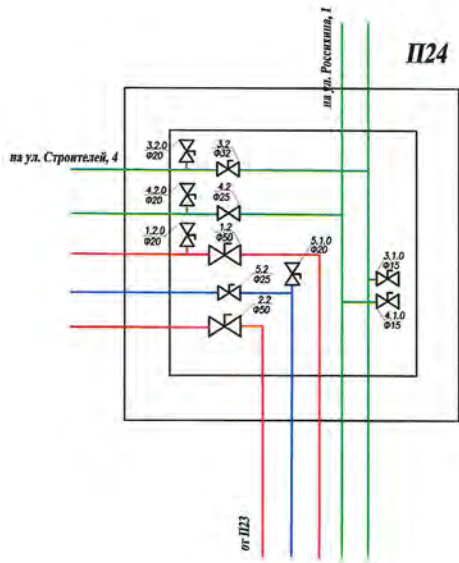 П24
на ул. Россихина, 1
на ул. Строителей, 4
3.2.0
Ф20
3.2
Ф32
4.2.0
Ф20
4.2
Ф25
1.2.0
Ф20
1.2
Ф50
5.1.0
Ф20
5.2
Ф25
2.2
Ф50
3.1.0
Ф15
4.1.0
Ф15
от П23